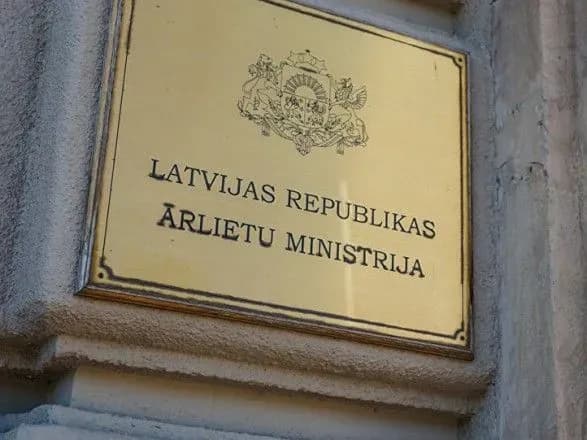 LATVIJAS REPUBLIKAS
ĀRLIETU MINISTRIJA